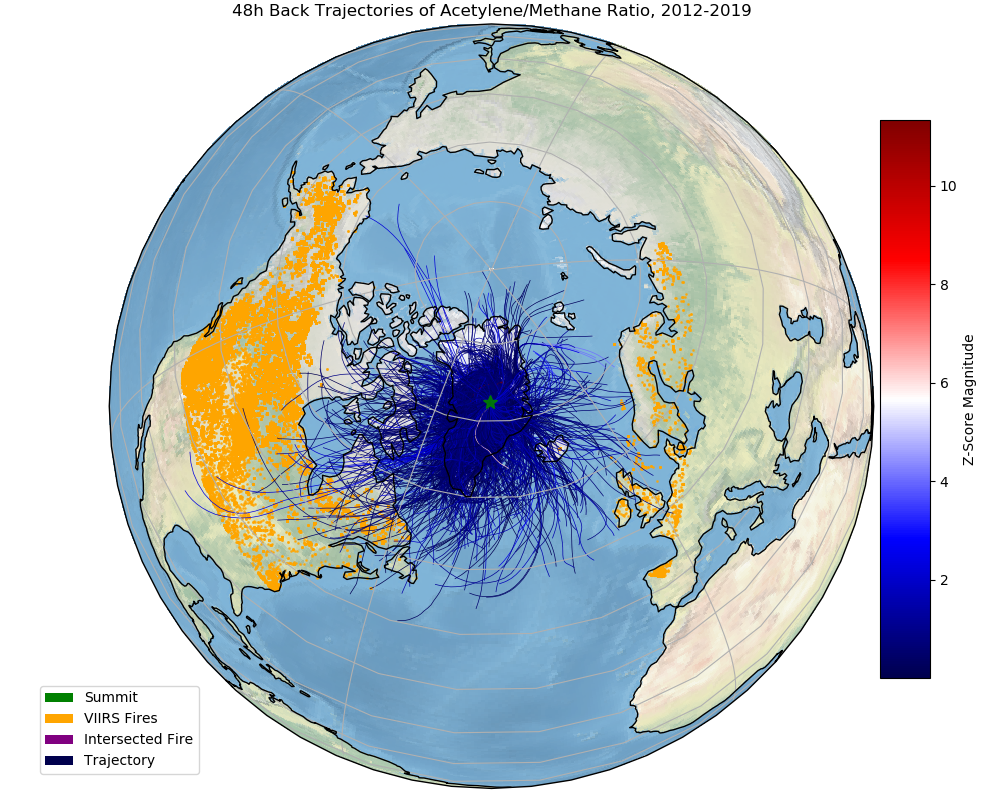 48h Back Trajectories of Acetylene/Methane Ratio, 2012-2019
10
8
6
4
2
Z-Score Magnitude
Summit
VIIRS Fires
Intersected Fire
Trajectory